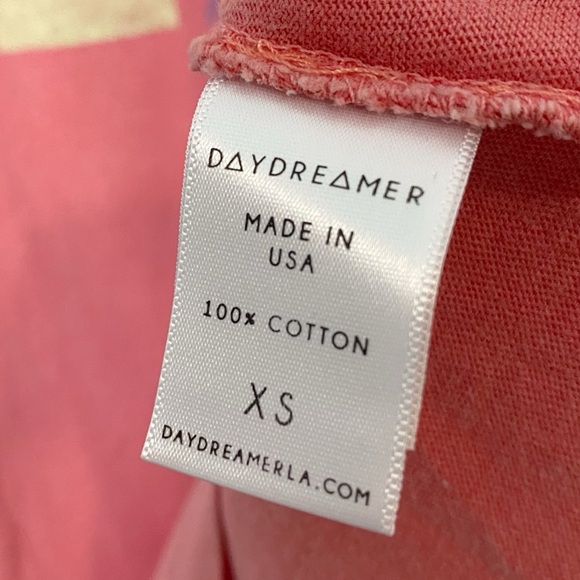 DAYDREAMER
MADE IN
USA
100% COTTON
XS
DAYDREAMERLA.COM